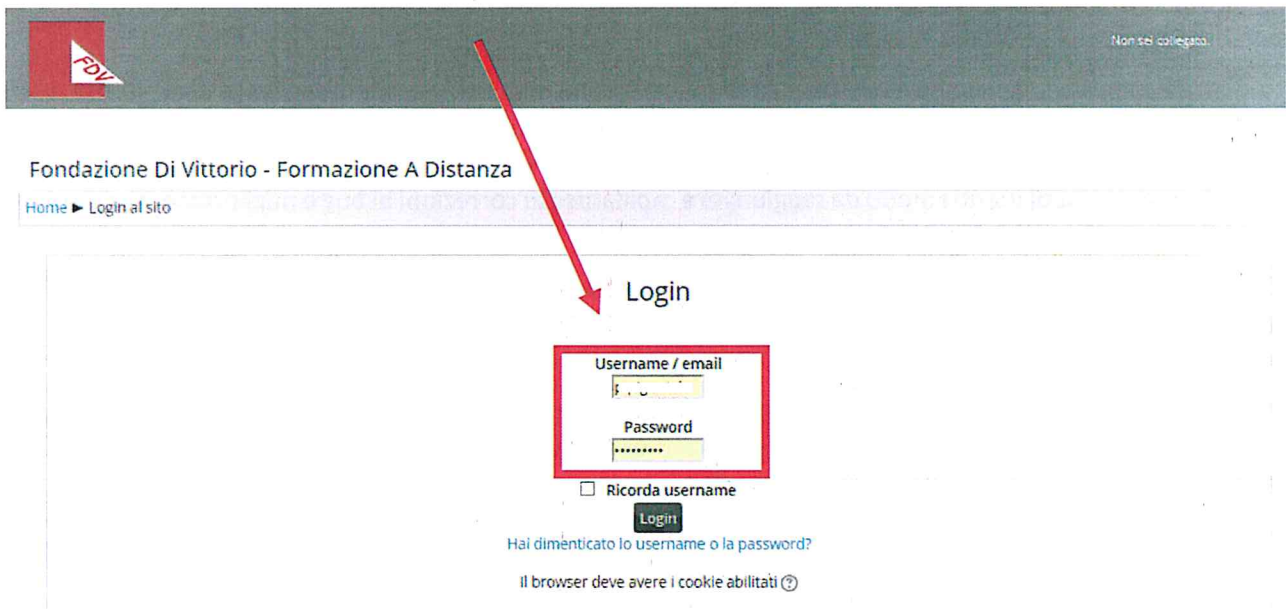 Non sei collegato.
FDV
Fondazione Di Vittorio - Formazione A Distanza
Home ► Login al sito
Login
Username / email
Password
•••••••••
Ricorda username
Login
Hai dimenticato lo username o la password?
Il browser deve avere i cookie abilitati ?